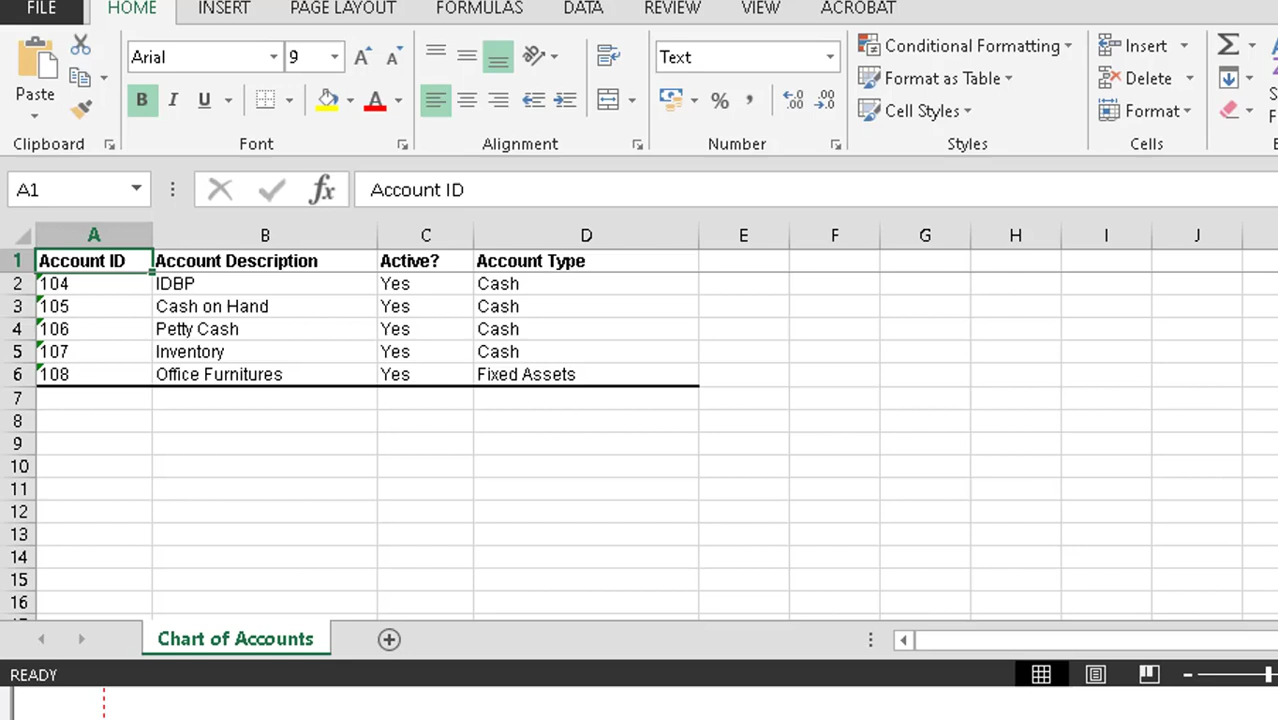 FILE HOME INSERT PAGE LAYOUT FORMULAS DATA REVIEW VIEW ACROBAT
Arial 9 A A Text Conditional Formatting Insert Σ
Paste Format as Table Delete
B I U A % , .00 Cell Styles Format
Clipboard Font Alignment Number Styles Cells
A1 fx Account ID
A B C D E F G H I J
1 Account ID Account Description Active? Account Type
2 104 IDBP Yes Cash
3 105 Cash on Hand Yes Cash
4 106 Petty Cash Yes Cash
5 107 Inventory Yes Cash
6 108 Office Furnitures Yes Fixed Assets
7
8
9
10
11
12
13
14
15
16
Chart of Accounts
READY